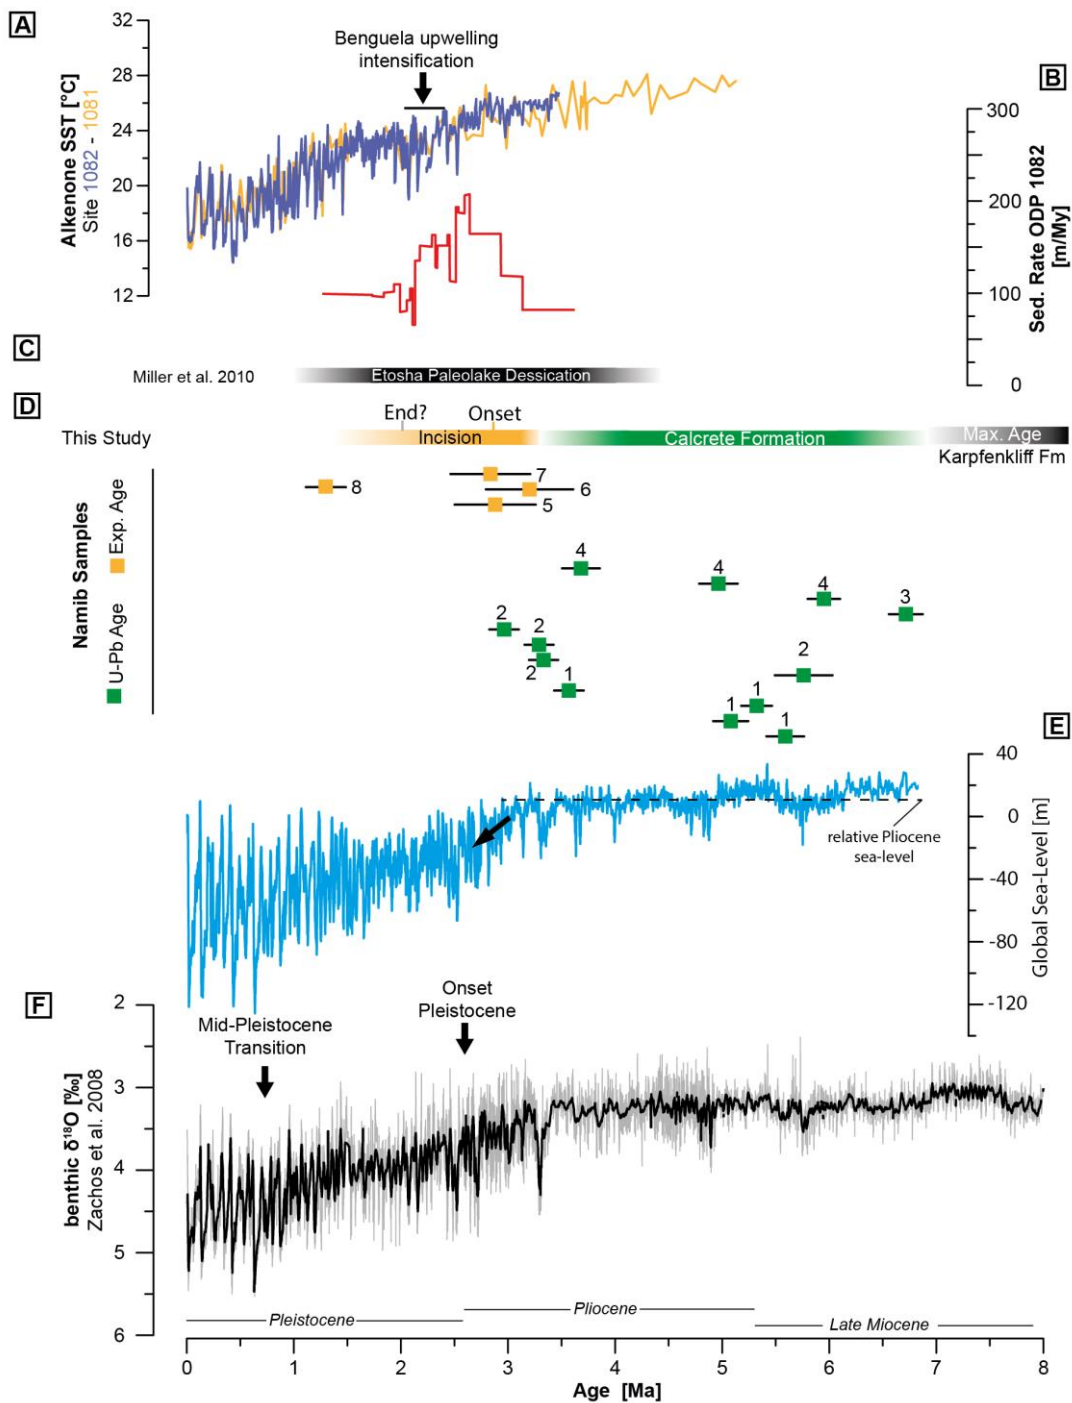 A
32
28
24
20
16
12
Alkenone SST [°C]
Site 1082 - 1081
Benguela upwelling
intensification
B
300
200
100
0
Sed. Rate ODP 1082
[m/My]
C
Miller et al. 2010
Etosha Paleolake Dessication
D
End?
Onset
This Study
Incision
Calcrete Formation
Max. Age
Karpfenkliff Fm
Namib Samples
Exp. Age
U-Pb Age
7
8
6
5
4
4
4
3
2
2
2
2
1
1
1
1
E
40
0
-40
-80
-120
Global Sea-Level [m]
relative Pliocene
sea-level
F
2
3
4
5
6
benthic δ¹⁸O [‰]
Zachos et al. 2008
Mid-Pleistocene
Transition
Onset
Pleistocene
Pleistocene
Pliocene
Late Miocene
0 1 2 3 4 5 6 7 8
Age [Ma]